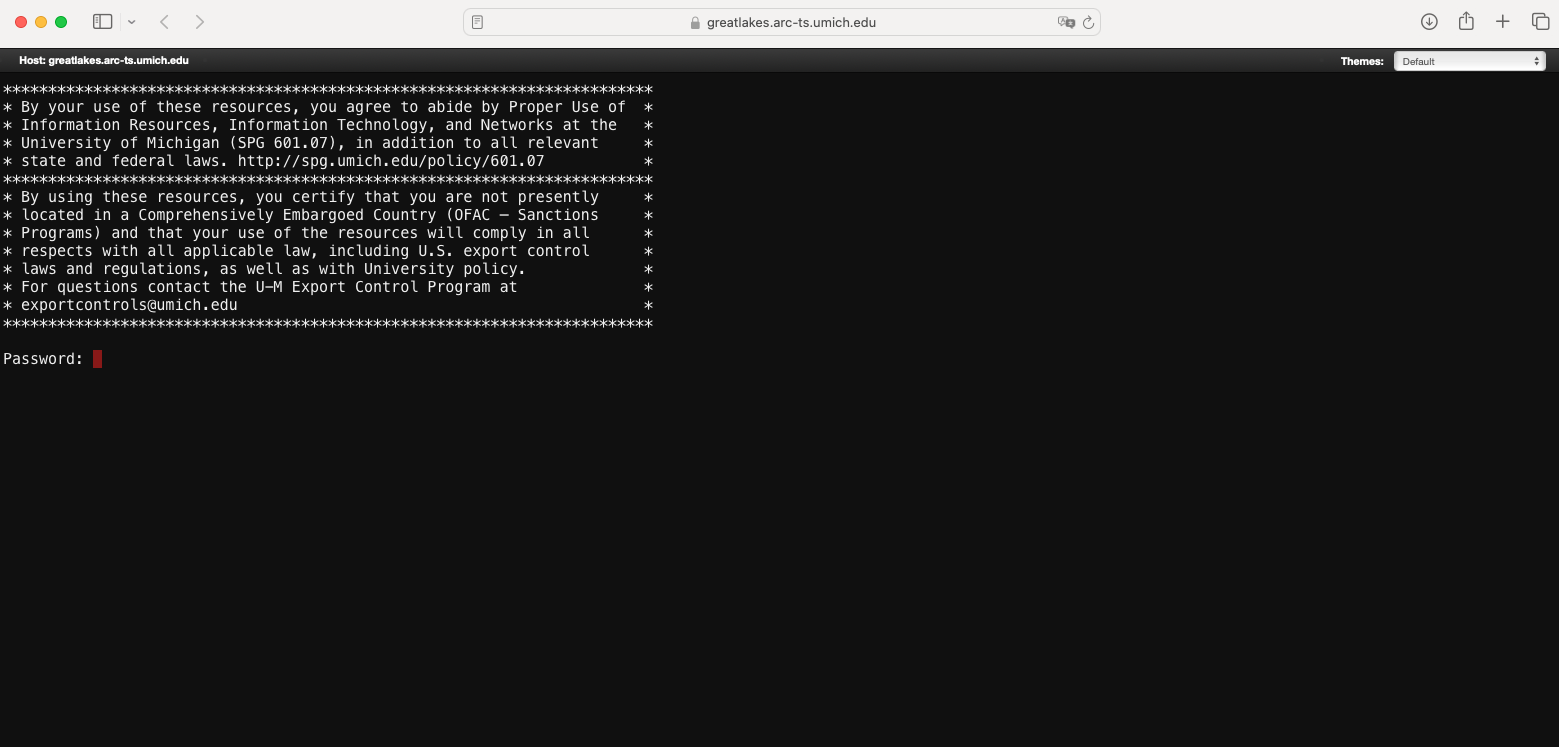 greatlakes.arc-ts.umich.edu
Host: greatlakes.arc-ts.umich.edu
Themes: Default
************************************************************************
* By your use of these resources, you agree to abide by Proper Use of  *
* Information Resources, Information Technology, and Networks at the   *
* University of Michigan (SPG 601.07), in addition to all relevant     *
* state and federal laws. http://spg.umich.edu/policy/601.07           *
************************************************************************
* By using these resources, you certify that you are not presently     *
* located in a Comprehensively Embargoed Country (OFAC – Sanctions     *
* Programs) and that your use of the resources will comply in all      *
* respects with all applicable law, including U.S. export control      *
* laws and regulations, as well as with University policy.             *
* For questions contact the U–M Export Control Program at              *
* exportcontrols@umich.edu                                             *
************************************************************************
Password: